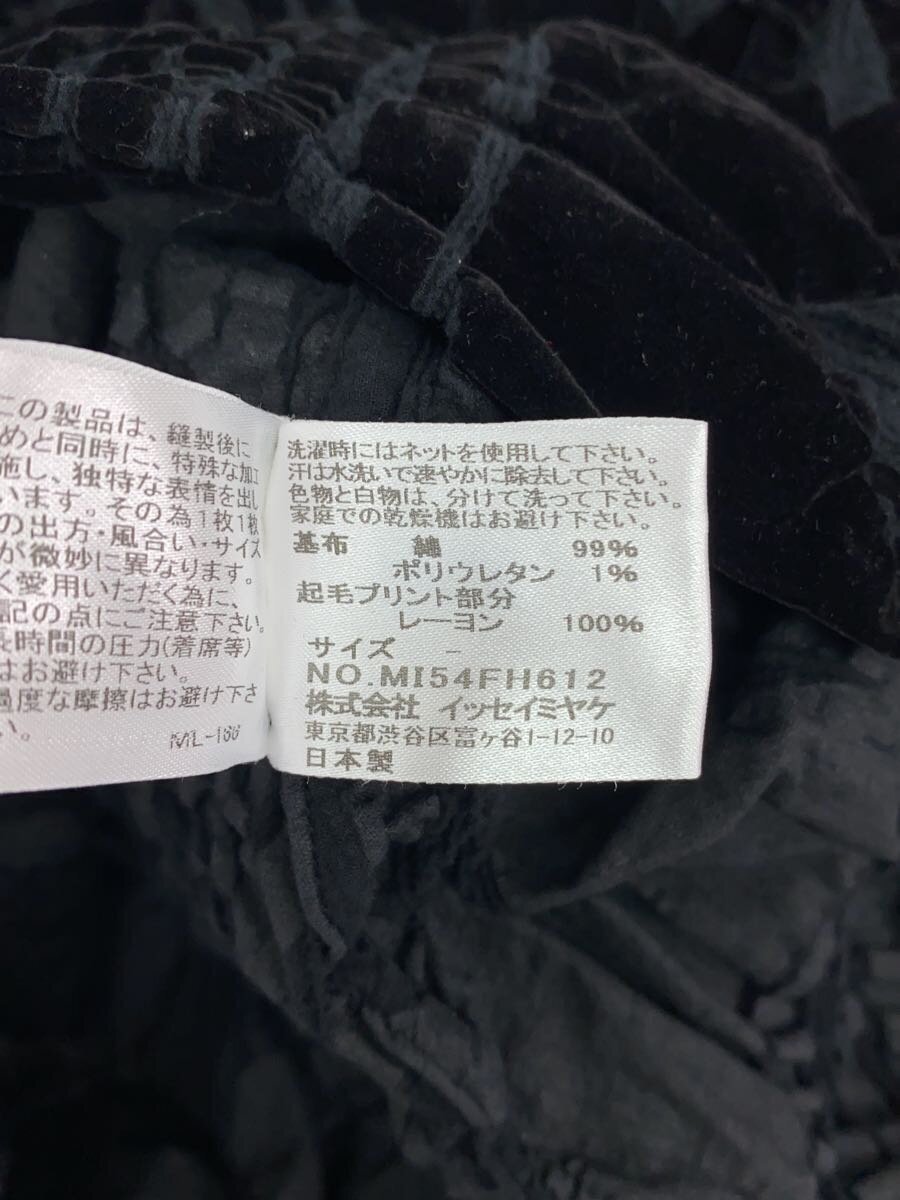 この製品は、縫製後に
めと同時に、特殊な加工
施し、独特な表情を出し
います。その為1枚1枚
の出方・風合い・サイズ
が微妙に異なります。
く愛用いただく為に、
記の点にご注意下さい。
長時間の圧力(着席等)
はお避け下さい。
過度な摩擦はお避け下さ
い。
ML-166
洗濯時にはネットを使用して下さい。
汗は水洗いで速やかに除去して下さい。
色物と白物は、分けて洗って下さい。
家庭での乾燥機はお避け下さい。
基布 綿 99%
ポリウレタン 1%
起毛プリント部分
レーヨン 100%
サイズ -
NO.MI54FH612
株式会社 イッセイミヤケ
東京都渋谷区富ヶ谷1-12-10
日本製